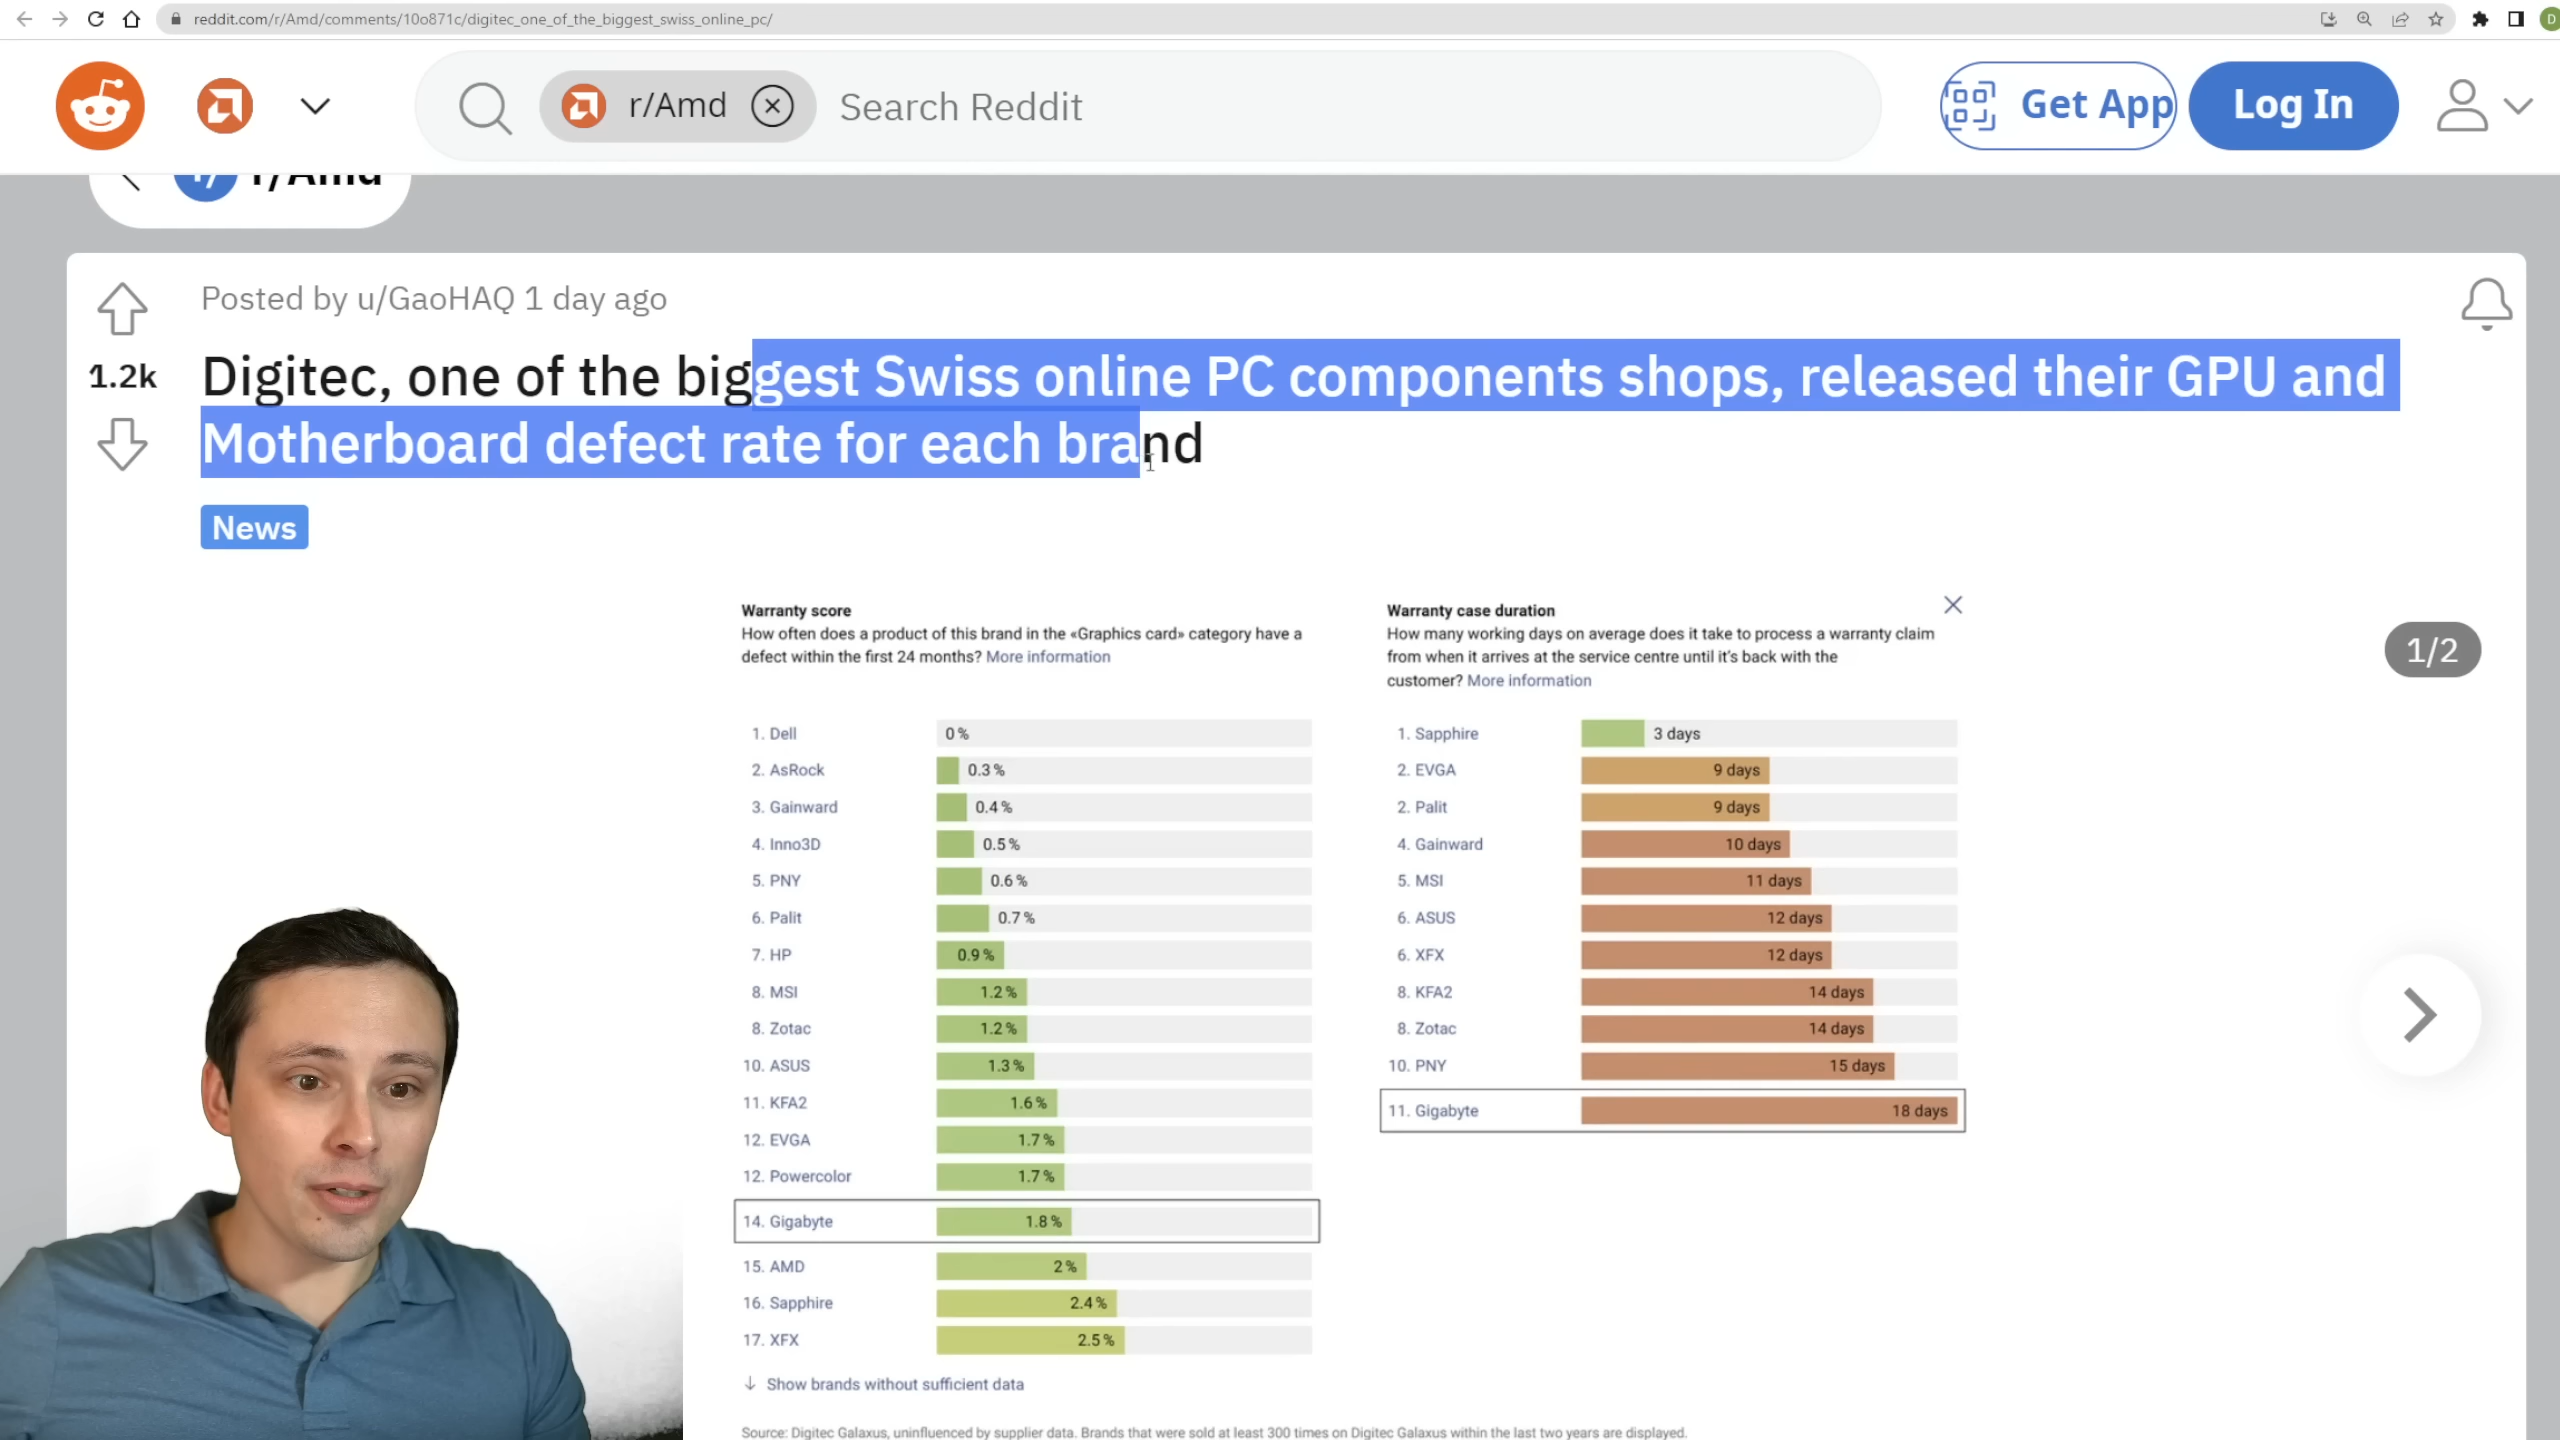 reddit.com/r/Amd/comments/10o871c/digitec_one_of_the_biggest_swiss_online_pc/
D
r/Amd
Search Reddit
Get App
Log In
r/Amd
Posted by u/GaoHAQ 1 day ago
1.2k
Digitec, one of the biggest Swiss online PC components shops, released their GPU and
Motherboard defect rate for each brand
News
1/2
Warranty score
How often does a product of this brand in the «Graphics card» category have a
defect within the first 24 months? More information
1. Dell 0 %
2. AsRock 0.3 %
3. Gainward 0.4 %
4. Inno3D 0.5 %
5. PNY 0.6 %
6. Palit 0.7 %
7. HP 0.9 %
8. MSI 1.2 %
8. Zotac 1.2 %
10. ASUS 1.3 %
11. KFA2 1.6 %
12. EVGA 1.7 %
12. Powercolor 1.7 %
14. Gigabyte 1.8 %
15. AMD 2 %
16. Sapphire 2.4 %
17. XFX 2.5 %
Show brands without sufficient data
Warranty case duration
How many working days on average does it take to process a warranty claim
from when it arrives at the service centre until it's back with the
customer? More information
1. Sapphire 3 days
2. EVGA 9 days
2. Palit 9 days
4. Gainward 10 days
5. MSI 11 days
6. ASUS 12 days
6. XFX 12 days
8. KFA2 14 days
8. Zotac 14 days
10. PNY 15 days
11. Gigabyte 18 days
Source: Digitec Galaxus, uninfluenced by supplier data. Brands that were sold at least 300 times on Digitec Galaxus within the last two years are displayed.